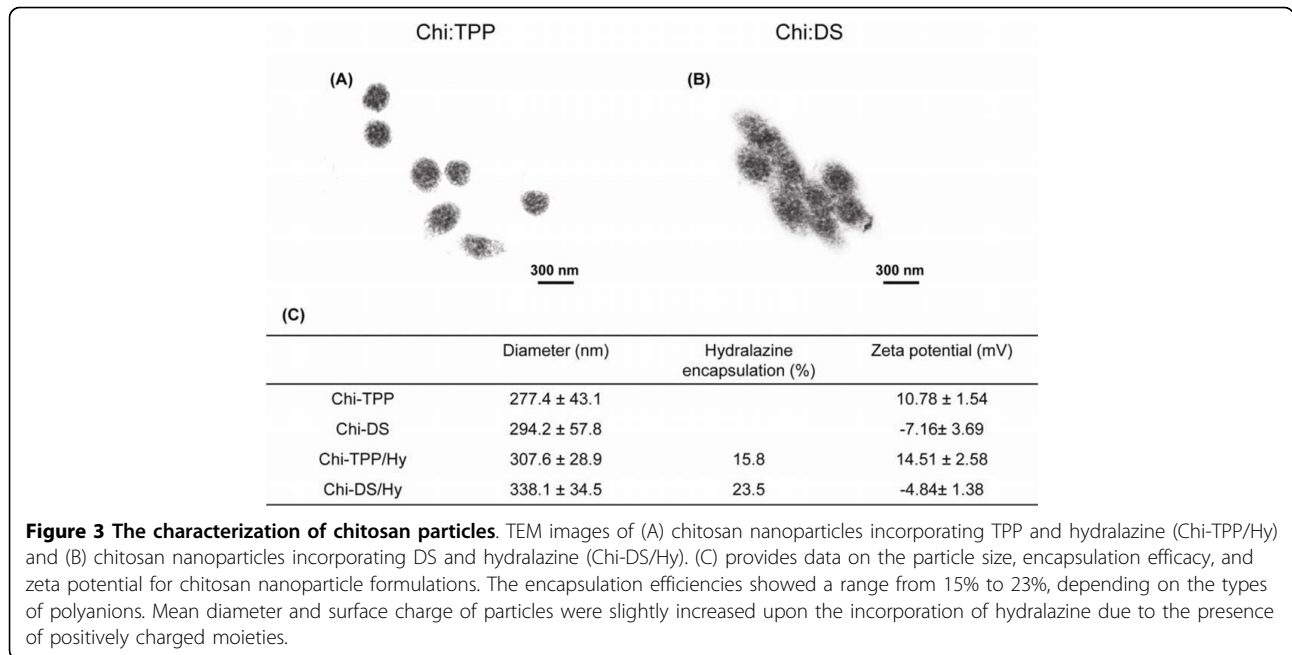 Chi:TPP
Chi:DS
(A)
(B)
300 nm
300 nm
(C)
Diameter (nm) Hydralazine encapsulation (%) Zeta potential (mV)
Chi-TPP 277.4 ± 43.1 10.78 ± 1.54
Chi-DS 294.2 ± 57.8 -7.16± 3.69
Chi-TPP/Hy 307.6 ± 28.9 15.8 14.51 ± 2.58
Chi-DS/Hy 338.1 ± 34.5 23.5 -4.84± 1.38
Figure 3 The characterization of chitosan particles. TEM images of (A) chitosan nanoparticles incorporating TPP and hydralazine (Chi-TPP/Hy)
and (B) chitosan nanoparticles incorporating DS and hydralazine (Chi-DS/Hy). (C) provides data on the particle size, encapsulation efficacy, and
zeta potential for chitosan nanoparticle formulations. The encapsulation efficiencies showed a range from 15% to 23%, depending on the types
of polyanions. Mean diameter and surface charge of particles were slightly increased upon the incorporation of hydralazine due to the presence
of positively charged moieties.